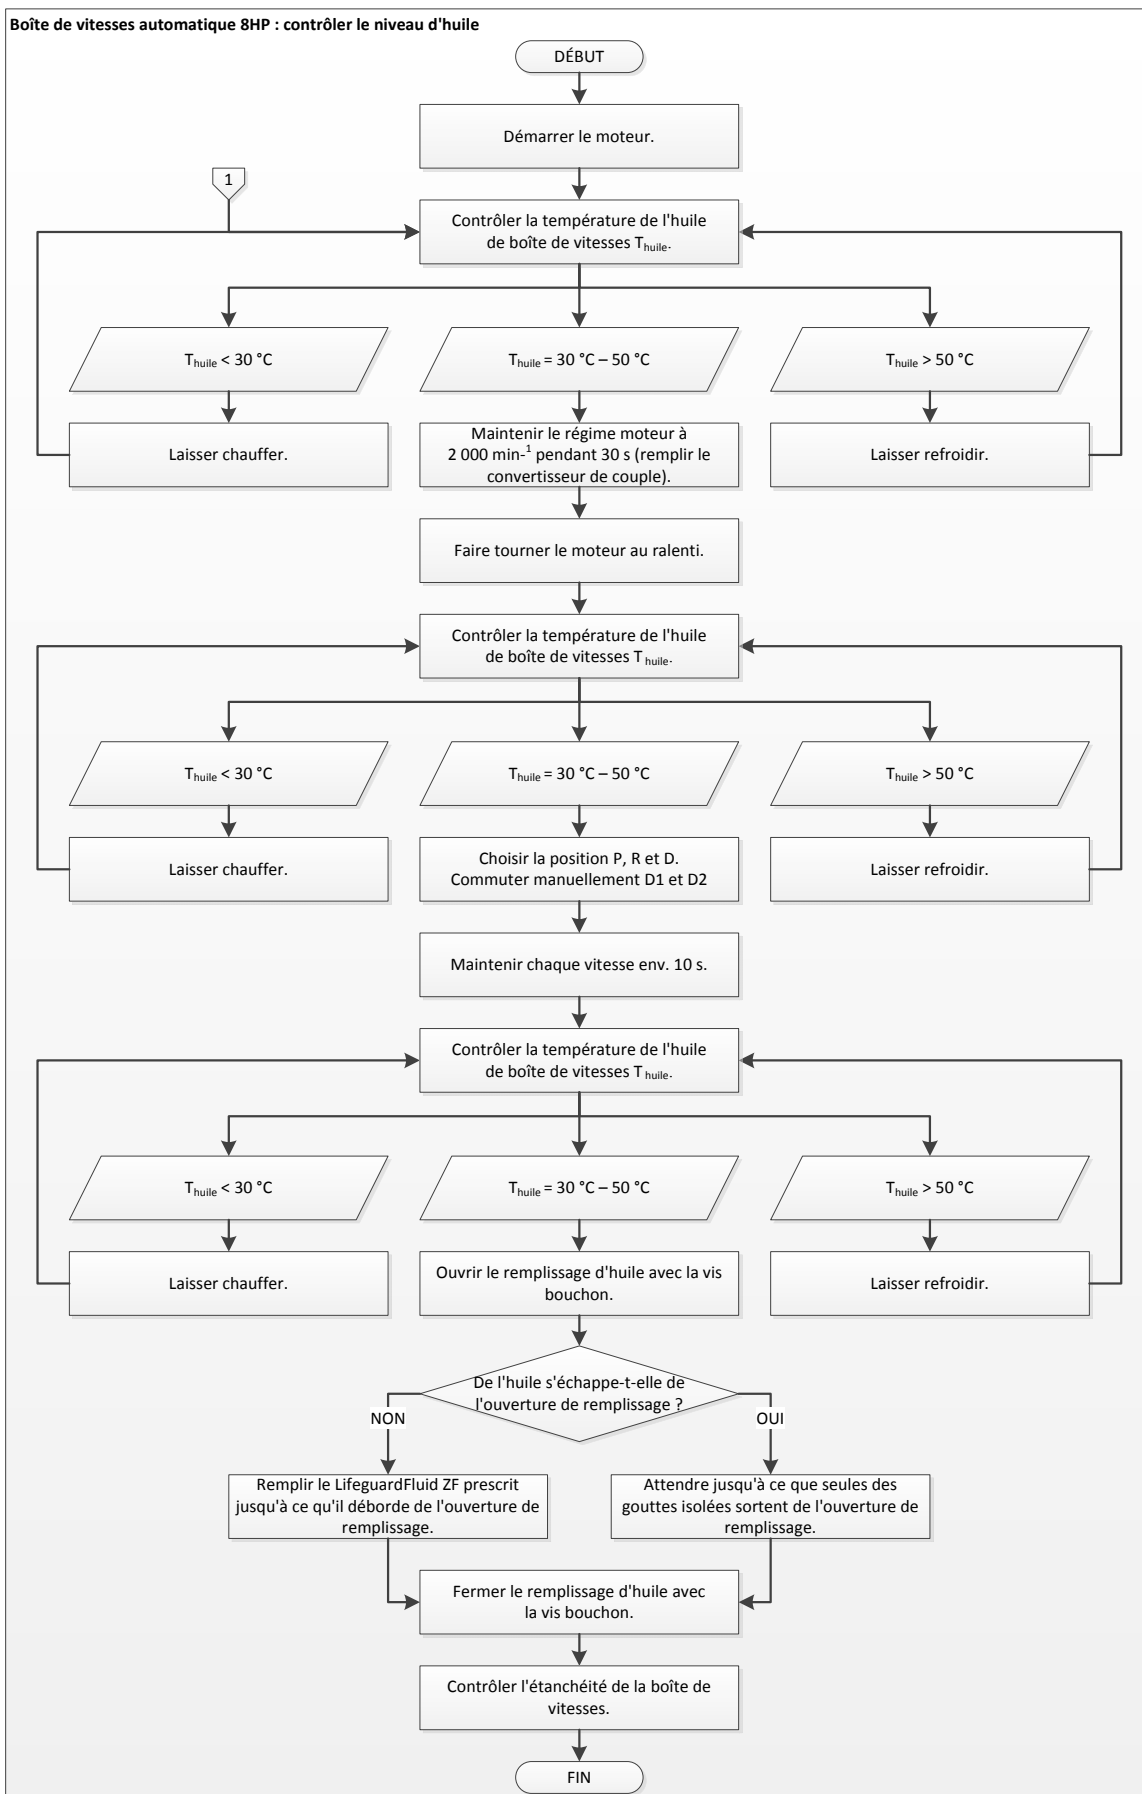 Boîte de vitesses automatique 8HP : contrôler le niveau d'huile
DÉBUT
Démarrer le moteur.
1
Contrôler la température de l'huile
de boîte de vitesses Thuile.
Thuile < 30 °C
Thuile = 30 °C – 50 °C
Thuile > 50 °C
Laisser chauffer.
Maintenir le régime moteur à
2 000 min-¹ pendant 30 s (remplir le
convertisseur de couple).
Laisser refroidir.
Faire tourner le moteur au ralenti.
Contrôler la température de l'huile
de boîte de vitesses Thuile.
Thuile < 30 °C
Thuile = 30 °C – 50 °C
Thuile > 50 °C
Laisser chauffer.
Choisir la position P, R et D.
Commuter manuellement D1 et D2
Laisser refroidir.
Maintenir chaque vitesse env. 10 s.
Contrôler la température de l'huile
de boîte de vitesses Thuile.
Thuile < 30 °C
Thuile = 30 °C – 50 °C
Thuile > 50 °C
Laisser chauffer.
Ouvrir le remplissage d'huile avec la vis
bouchon.
Laisser refroidir.
De l'huile s'échappe-t-elle de
l'ouverture de remplissage ?
NON
OUI
Remplir le LifeguardFluid ZF prescrit
jusqu'à ce qu'il déborde de l'ouverture de
remplissage.
Attendre jusqu'à ce que seules des
gouttes isolées sortent de l'ouverture de
remplissage.
Fermer le remplissage d'huile avec
la vis bouchon.
Contrôler l'étanchéité de la boîte de
vitesses.
FIN